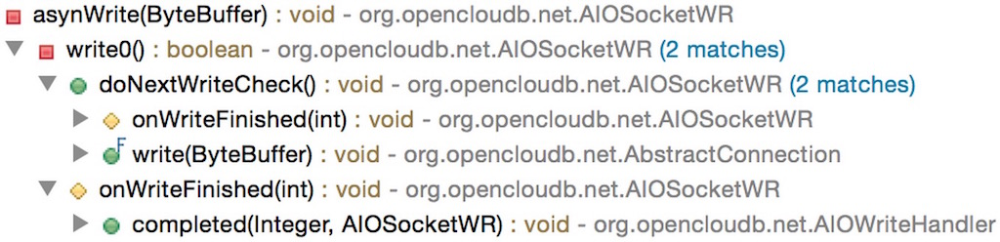 asynWrite(ByteBuffer) : void - org.opencloudb.net.AIOSocketWR
write0() : boolean - org.opencloudb.net.AIOSocketWR (2 matches)
doNextWriteCheck() : void - org.opencloudb.net.AIOSocketWR (2 matches)
onWriteFinished(int) : void - org.opencloudb.net.AIOSocketWR
F write(ByteBuffer) : void - org.opencloudb.net.AbstractConnection
onWriteFinished(int) : void - org.opencloudb.net.AIOSocketWR
completed(Integer, AIOSocketWR) : void - org.opencloudb.net.AIOWriteHandler